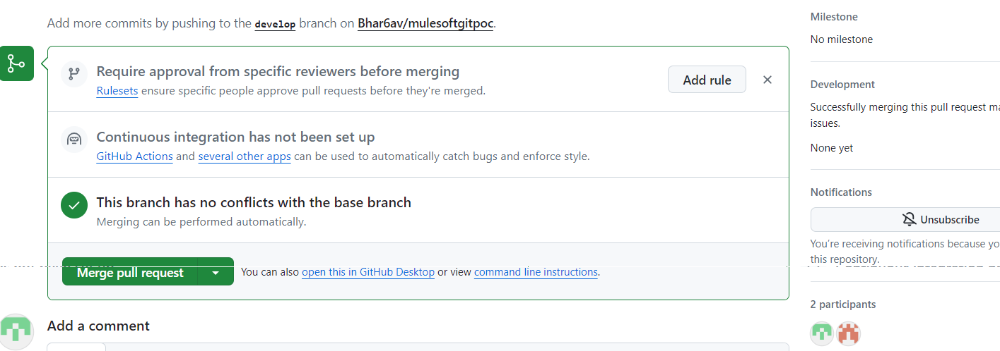 Add more commits by pushing to the develop branch on Bhar6av/mulesoftgitpoc.
Require approval from specific reviewers before merging
Rulesets ensure specific people approve pull requests before they're merged.
Add rule
Continuous integration has not been set up
GitHub Actions and several other apps can be used to automatically catch bugs and enforce style.
This branch has no conflicts with the base branch
Merging can be performed automatically.
Merge pull request
You can also open this in GitHub Desktop or view command line instructions.
Add a comment
Milestone
No milestone
Development
Successfully merging this pull request ma
issues.
None yet
Notifications
Unsubscribe
You're receiving notifications because yo
this repository.
2 participants